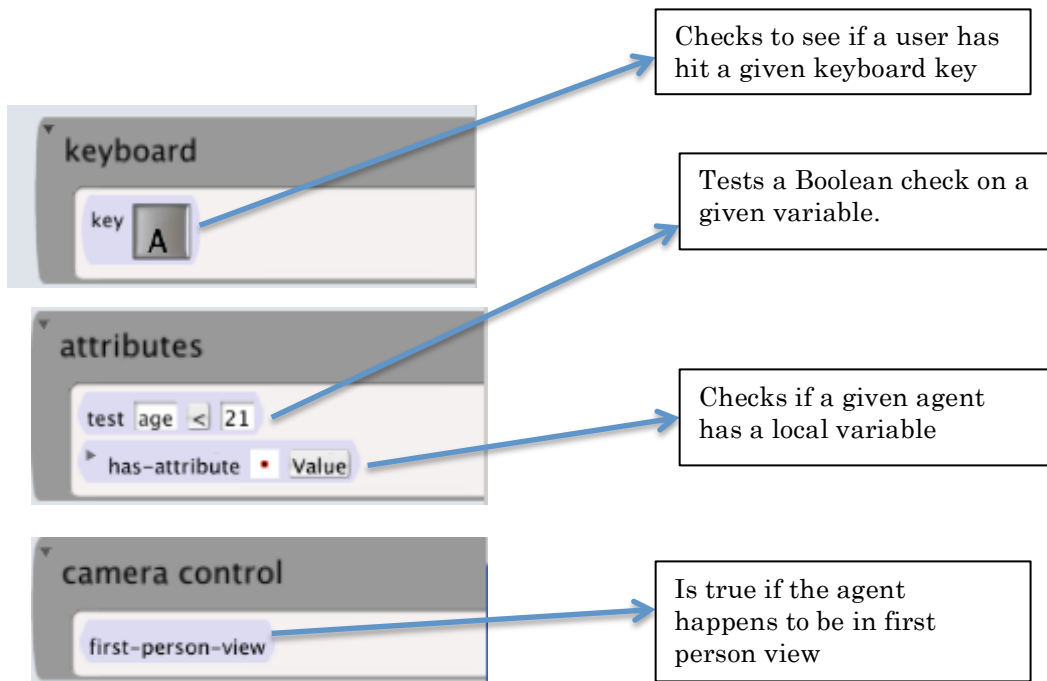 Checks to see if a user has
hit a given keyboard key
keyboard
key A
Tests a Boolean check on a
given variable.
attributes
test age < 21
has-attribute Value
Checks if a given agent
has a local variable
camera control
first-person-view
Is true if the agent
happens to be in first
person view